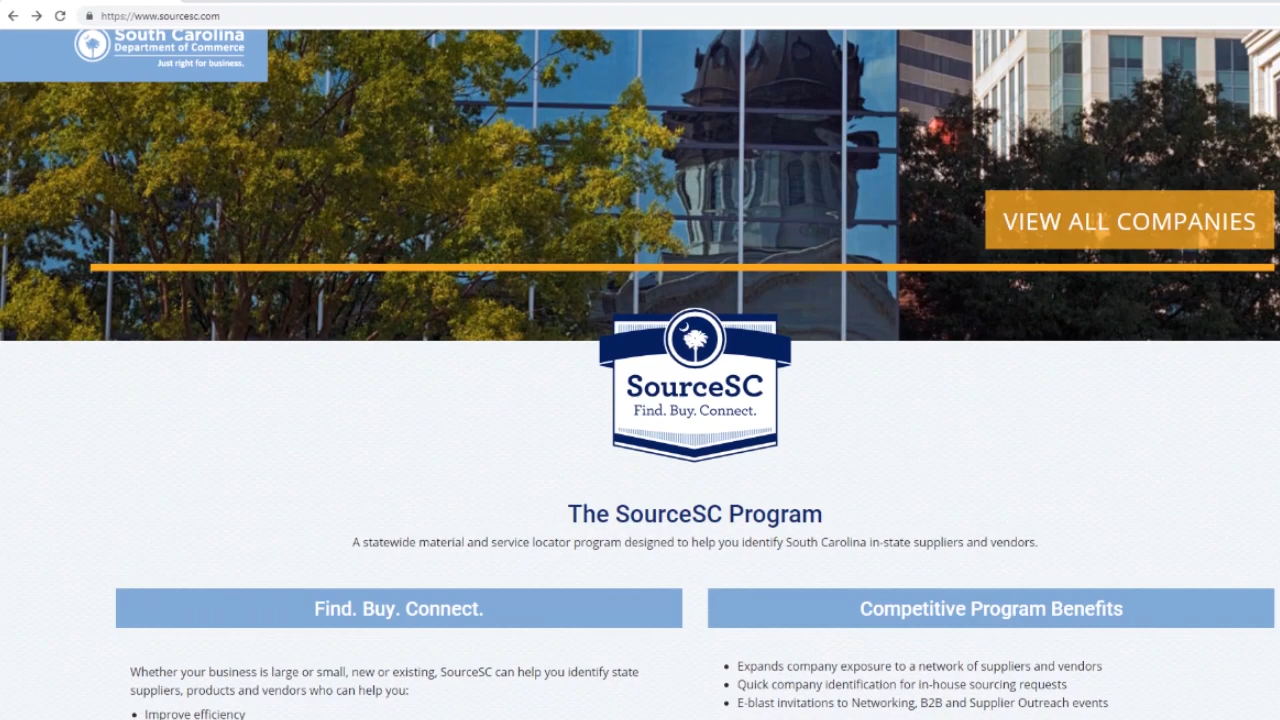 https://www.sourcesc.com
South Carolina
Department of Commerce
Just right for business.
VIEW ALL COMPANIES
SourceSC
Find. Buy. Connect.
The SourceSC Program
A statewide material and service locator program designed to help you identify South Carolina in-state suppliers and vendors.
Find. Buy. Connect.
Whether your business is large or small, new or existing, SourceSC can help you identify state
suppliers, products and vendors who can help you:
• Improve efficiency
Competitive Program Benefits
• Expands company exposure to a network of suppliers and vendors
• Quick company identification for in-house sourcing requests
• E-blast invitations to Networking, B2B and Supplier Outreach events